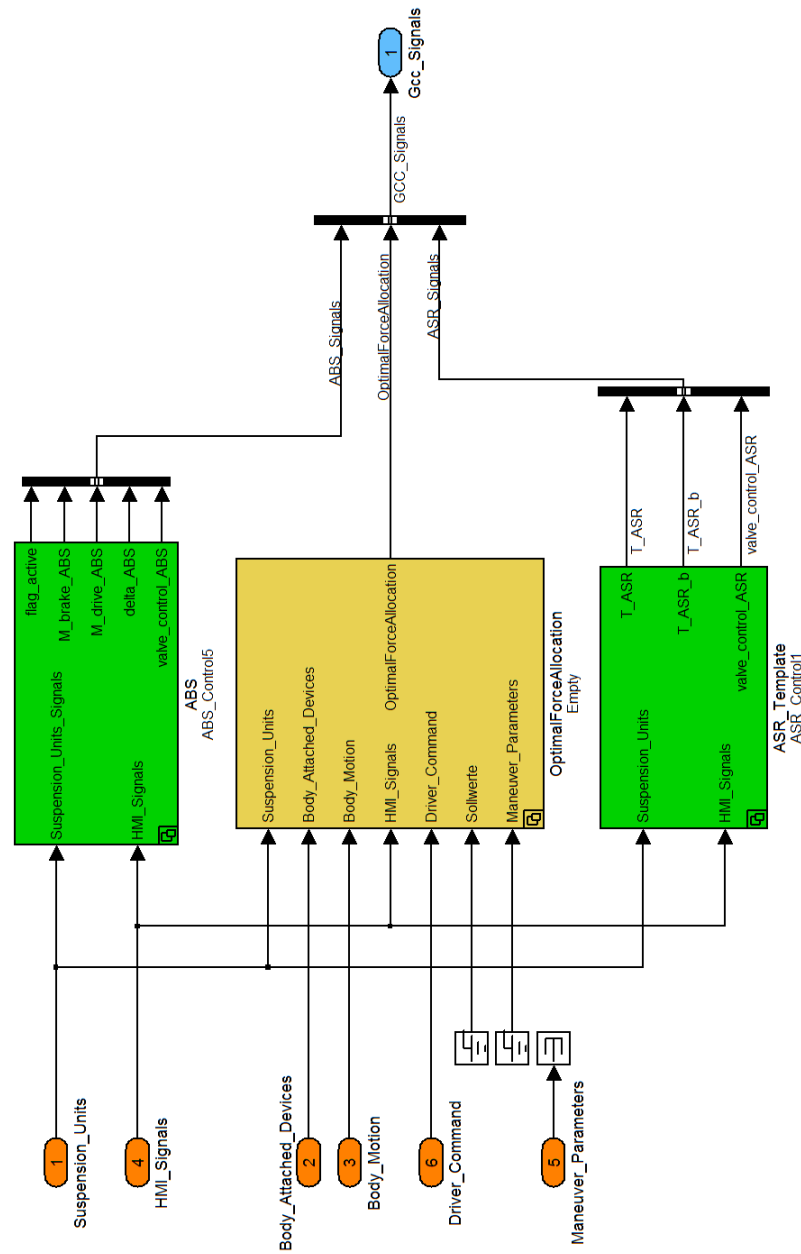 1
Suspension_Units
4
HMI_Signals
2
Body_Attached_Devices
3
Body_Motion
6
Driver_Command
5
Maneuver_Parameters
Suspension_Units_Signals
HMI_Signals
flag_active
M_brake_ABS
M_drive_ABS
delta_ABS
valve_control_ABS
ABS
ABS_Control5
Suspension_Units
Body_Attached_Devices
Body_Motion
HMI_Signals
Driver_Command
Sollwerte
Maneuver_Parameters
OptimalForceAllocation
OptimalForceAllocation
Empty
Suspension_Units
HMI_Signals
T_ASR
T_ASR_b
valve_control_ASR
ASR_Template
ASR_Control1
T_ASR
T_ASR_b
valve_control_ASR
ABS_Signals
OptimalForceAllocation
ASR_Signals
GCC_Signals
1
Gcc_Signals